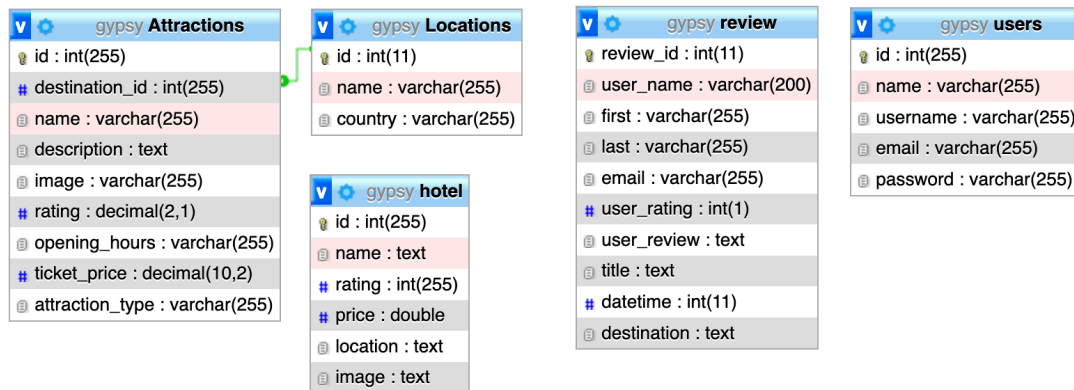 gypsy Attractions
id : int(255)
destination_id : int(255)
name : varchar(255)
description : text
image : varchar(255)
rating : decimal(2,1)
opening_hours : varchar(255)
ticket_price : decimal(10,2)
attraction_type : varchar(255)
gypsy Locations
id : int(11)
name : varchar(255)
country : varchar(255)
gypsy hotel
id : int(255)
name : text
rating : int(255)
price : double
location : text
image : text
gypsy review
review_id : int(11)
user_name : varchar(200)
first : varchar(255)
last : varchar(255)
email : varchar(255)
user_rating : int(1)
user_review : text
title : text
datetime : int(11)
destination : text
gypsy users
id : int(255)
name : varchar(255)
username : varchar(255)
email : varchar(255)
password : varchar(255)